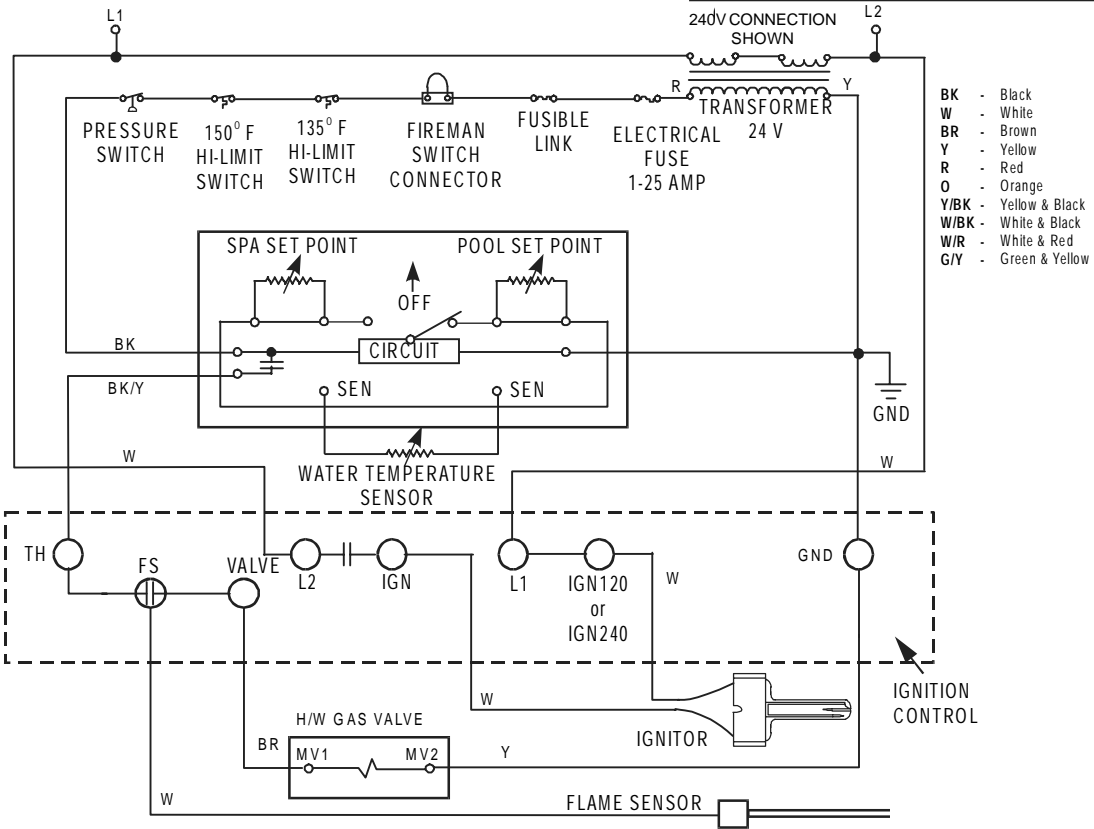 L1
240V CONNECTION
SHOWN
L2
R
Y
PRESSURE
SWITCH
150° F
HI-LIMIT
SWITCH
135° F
HI-LIMIT
SWITCH
FIREMAN
SWITCH
CONNECTOR
FUSIBLE
LINK
ELECTRICAL
FUSE
1-25 AMP
TRANSFORMER
24 V
BK - Black
W - White
BR - Brown
Y - Yellow
R - Red
O - Orange
Y/BK - Yellow & Black
W/BK - White & Black
W/R - White & Red
G/Y - Green & Yellow
SPA SET POINT
POOL SET POINT
OFF
BK
CIRCUIT
BK/Y
SEN
SEN
GND
W
WATER TEMPERATURE
SENSOR
W
TH
FS
VALVE
L2
IGN
L1
IGN120
or
IGN240
W
GND
IGNITION
CONTROL
W
IGNITOR
H/W GAS VALVE
BR
MV1
MV2
Y
W
FLAME SENSOR